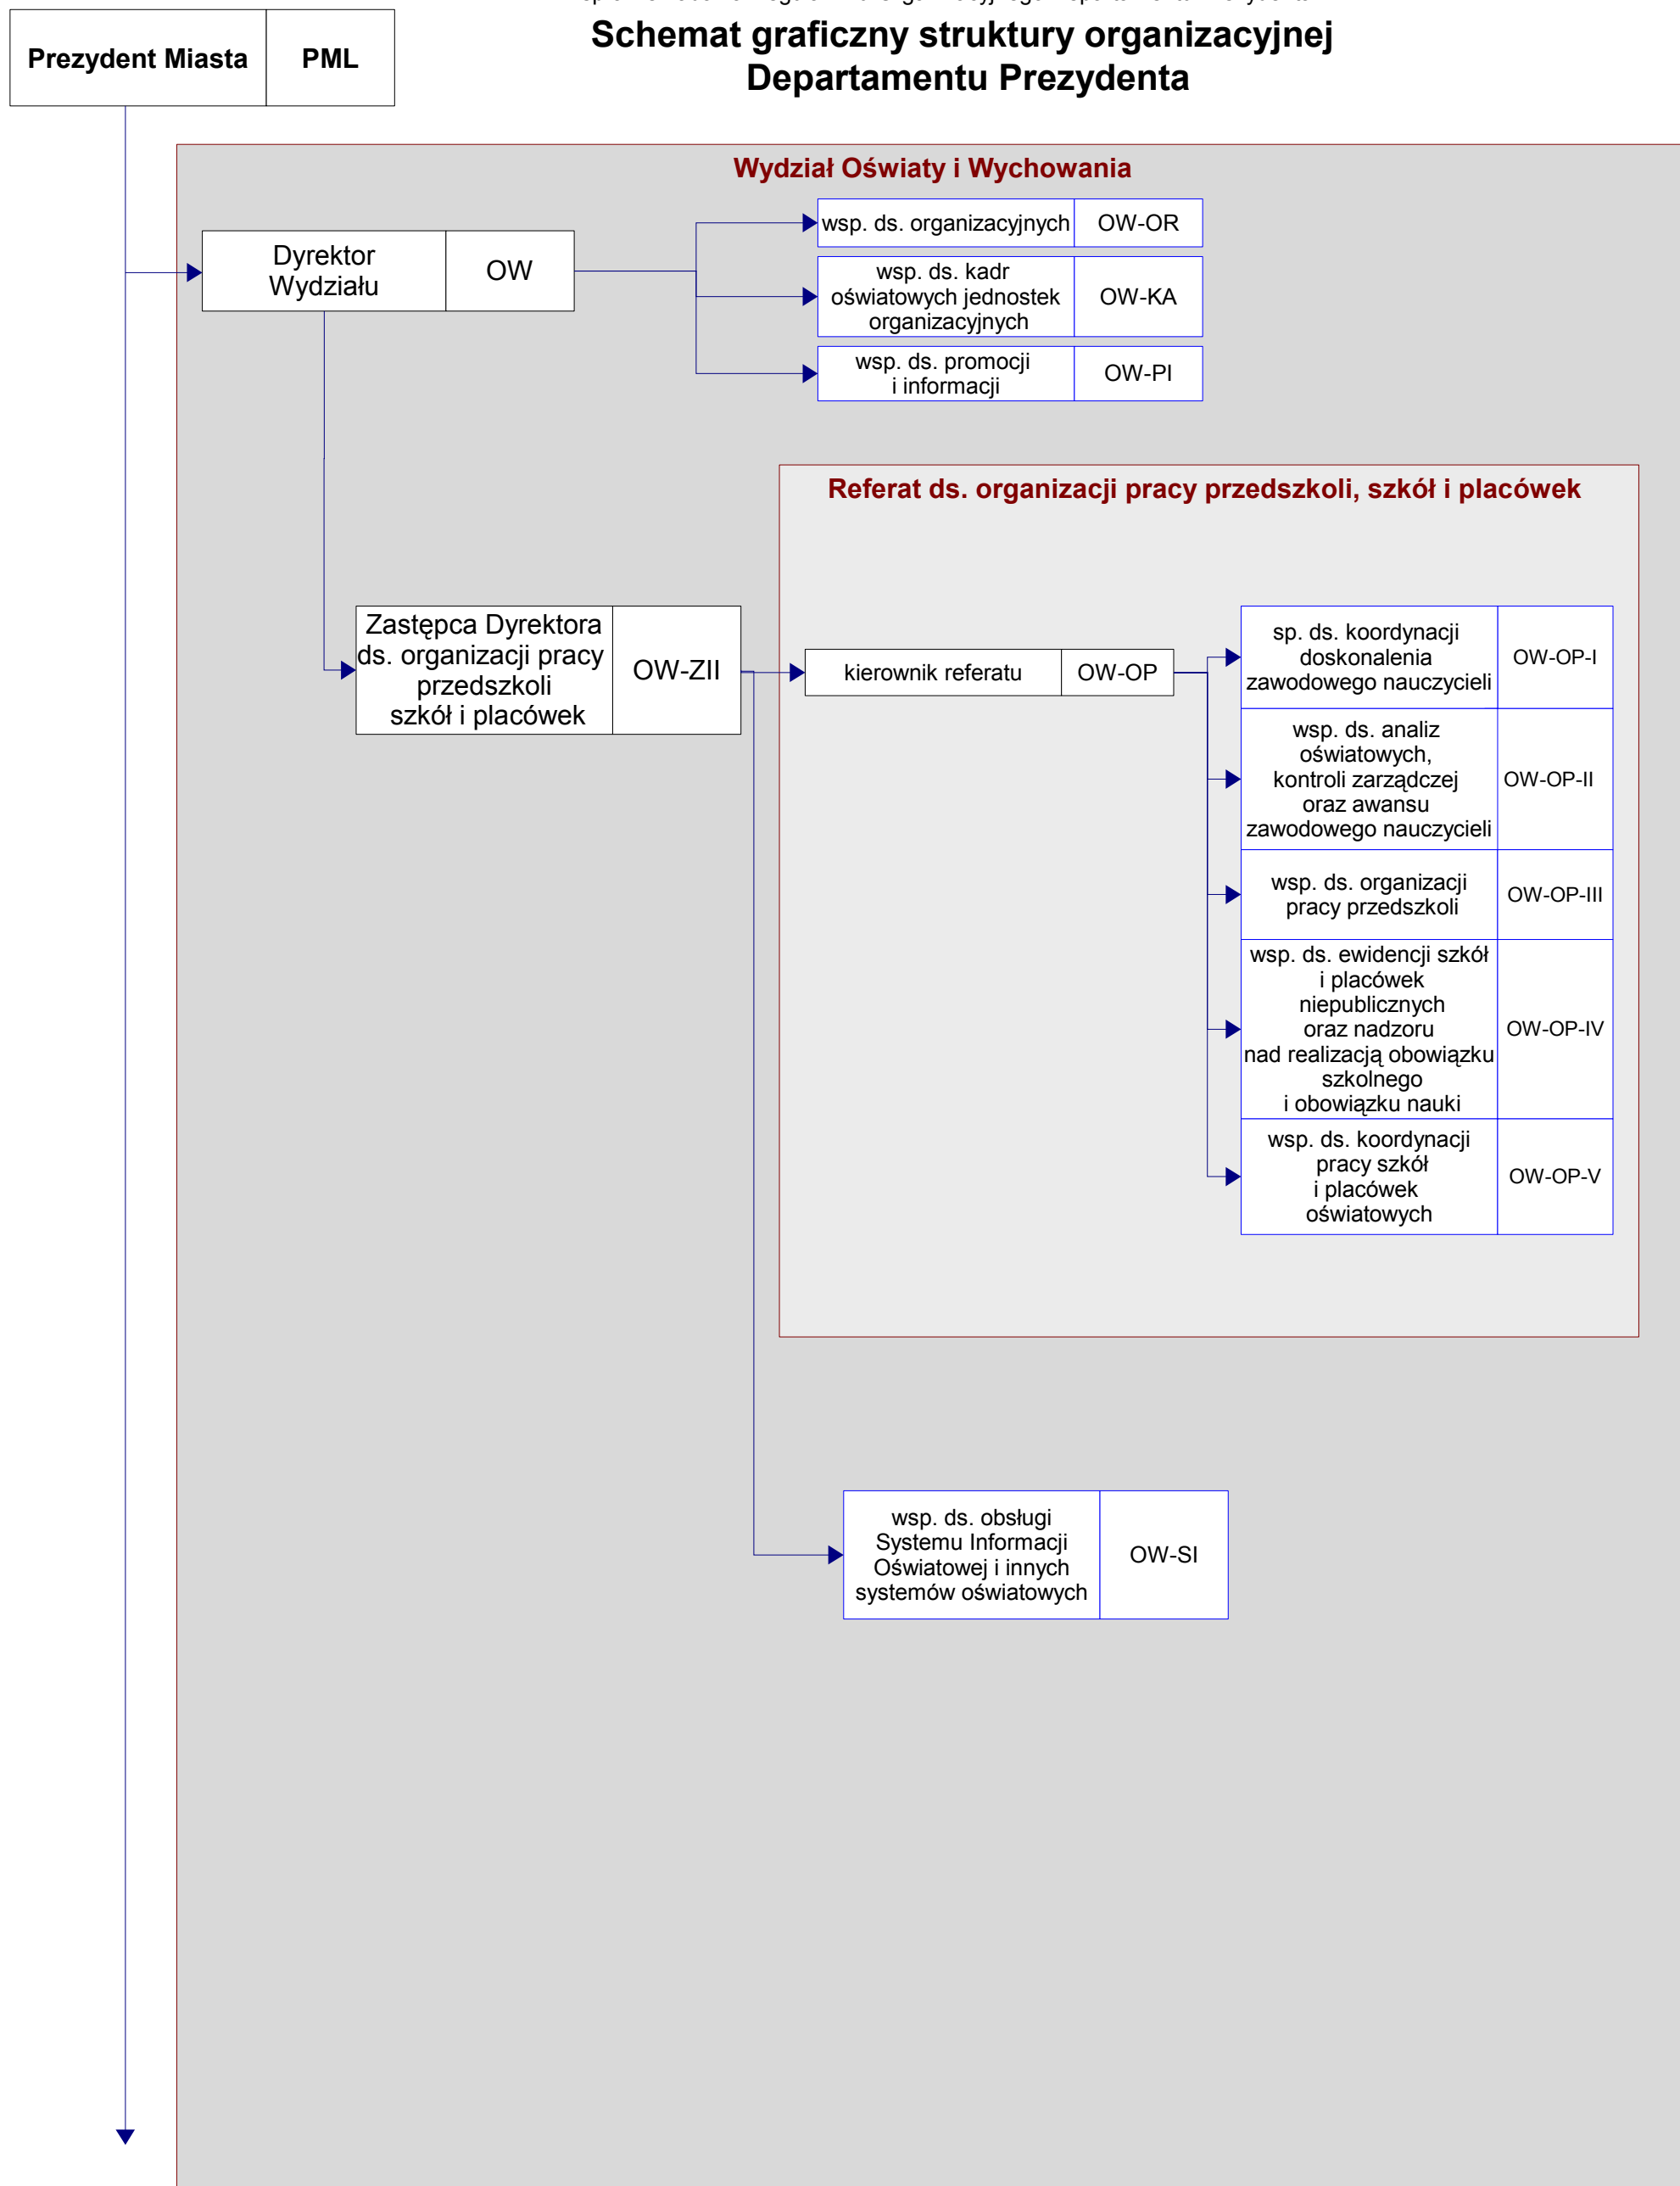 Schemat graficzny struktury organizacyjnej
Departamentu Prezydenta
Prezydent Miasta PML
Wydział Oświaty i Wychowania
Dyrektor
Wydziału
OW
wsp. ds. organizacyjnych OW-OR
wsp. ds. kadr
oświatowych jednostek
organizacyjnych
OW-KA
wsp. ds. promocji
i informacji
OW-PI
Referat ds. organizacji pracy przedszkoli, szkół i placówek
Zastępca Dyrektora
ds. organizacji pracy
przedszkoli
szkół i placówek
OW-ZII
kierownik referatu OW-OP
sp. ds. koordynacji
doskonalenia
zawodowego nauczycieli
OW-OP-I
wsp. ds. analiz
oświatowych,
kontroli zarządczej
oraz awansu
zawodowego nauczycieli
OW-OP-II
wsp. ds. organizacji
pracy przedszkoli
OW-OP-III
wsp. ds. ewidencji szkół
i placówek
niepublicznych
oraz nadzoru
nad realizacją obowiązku
szkolnego
i obowiązku nauki
OW-OP-IV
wsp. ds. koordynacji
pracy szkół
i placówek
oświatowych
OW-OP-V
wsp. ds. obsługi
Systemu Informacji
Oświatowej i innych
systemów oświatowych
OW-SI